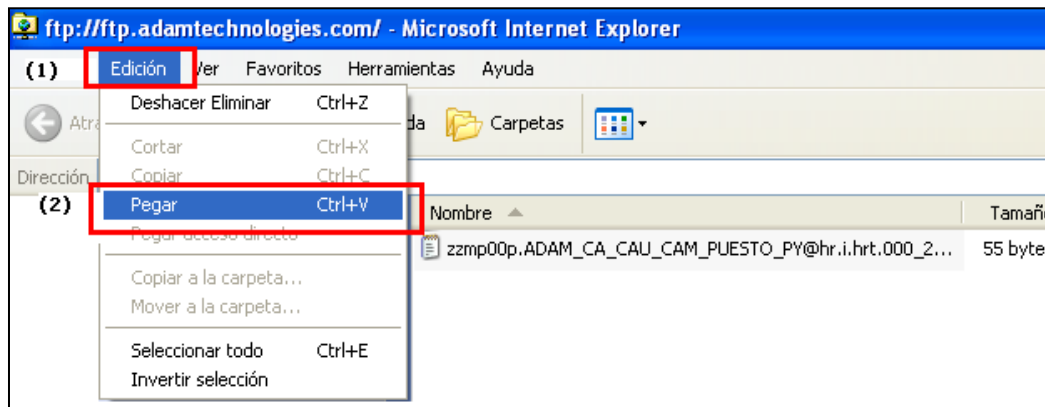 ftp://ftp.adamtechnologies.com/ - Microsoft Internet Explorer
(1) Edición Ver Favoritos Herramientas Ayuda
Deshacer Eliminar Ctrl+Z
Atrá da Carpetas
Cortar Ctrl+X
Dirección Copiar Ctrl+C
(2) Pegar Ctrl+V
Nombre Tamañ
Pegar acceso directo
zzmp00p.ADAM_CA_CAU_CAM_PUESTO_PY@hr.i.hrt.000_2... 55 byte
Copiar a la carpeta...
Mover a la carpeta...
Seleccionar todo Ctrl+E
Invertir selección